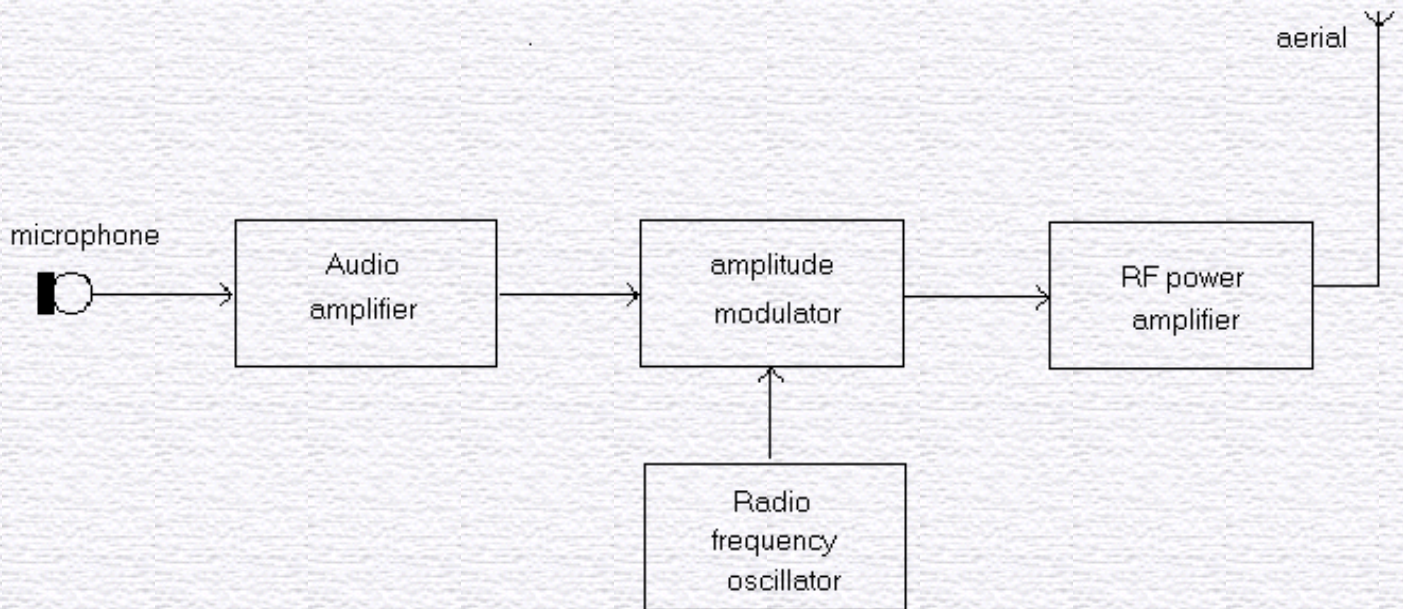 aerial
microphone
Audio
amplifier
amplitude
modulator
RF power
amplifier
Radio
frequency
oscillator